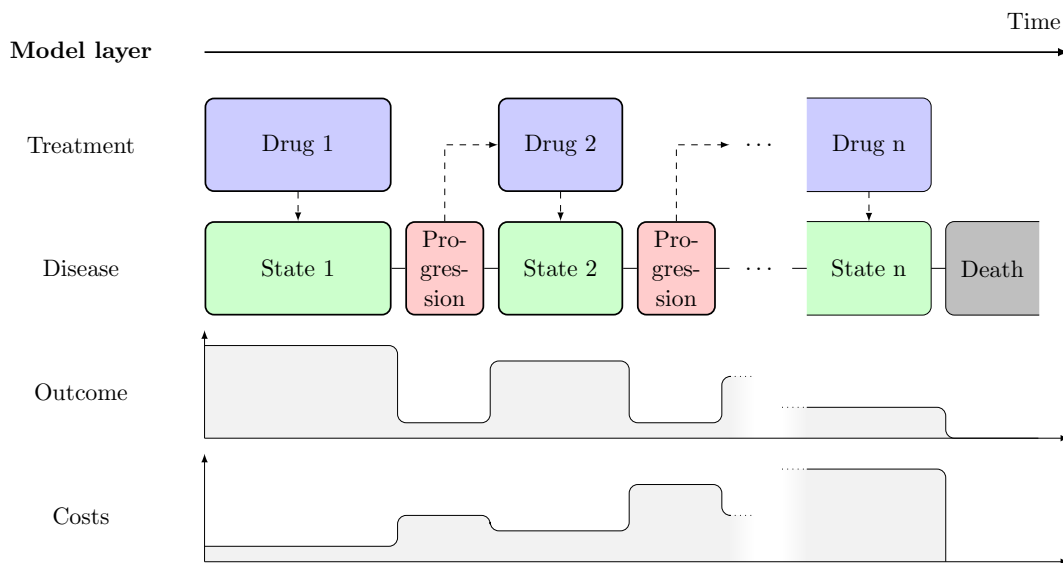 Time
Model layer
Treatment
Drug 1
Drug 2
...
Drug n
Disease
State 1
Pro-
gres-
sion
State 2
Pro-
gres-
sion
...
State n
Death
Outcome
Costs